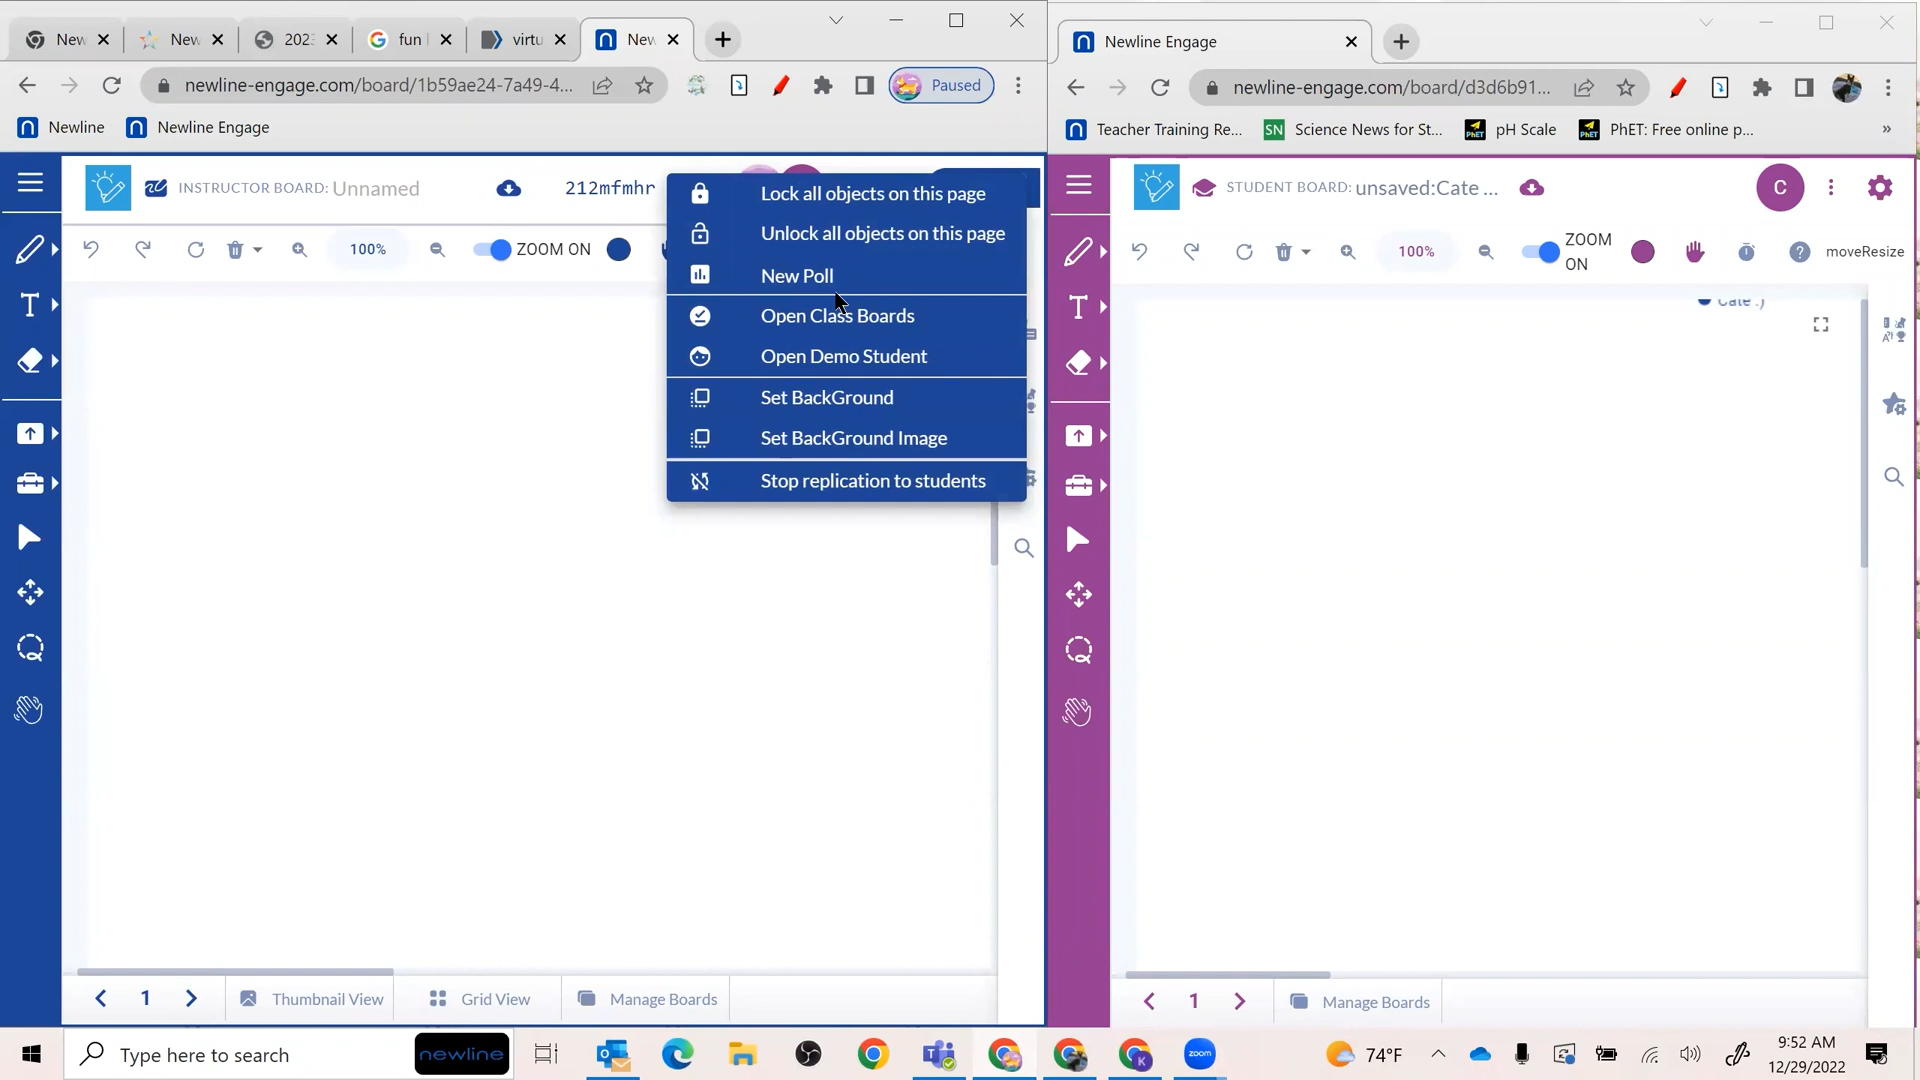 New
New
202
fun
virtu
New
newline-engage.com/board/1b59ae24-7a49-4...
Paused
Newline
Newline Engage
INSTRUCTOR BOARD: Unnamed
212mfmhr
100%
ZOOM ON
Lock all objects on this page
Unlock all objects on this page
New Poll
Open Class Boards
Open Demo Student
Set BackGround
Set BackGround Image
Stop replication to students
1
Thumbnail View
Grid View
Manage Boards
Newline Engage
newline-engage.com/board/d3d6b91...
Teacher Training Re...
SN
Science News for St...
PhET
pH Scale
PhET
PhET: Free online p...
»
STUDENT BOARD: unsaved:Cate ...
C
100%
ZOOM
ON
moveResize
Cate :)
1
Manage Boards
Type here to search
newline
K
zoom
74°F
9:52 AM
12/29/2022